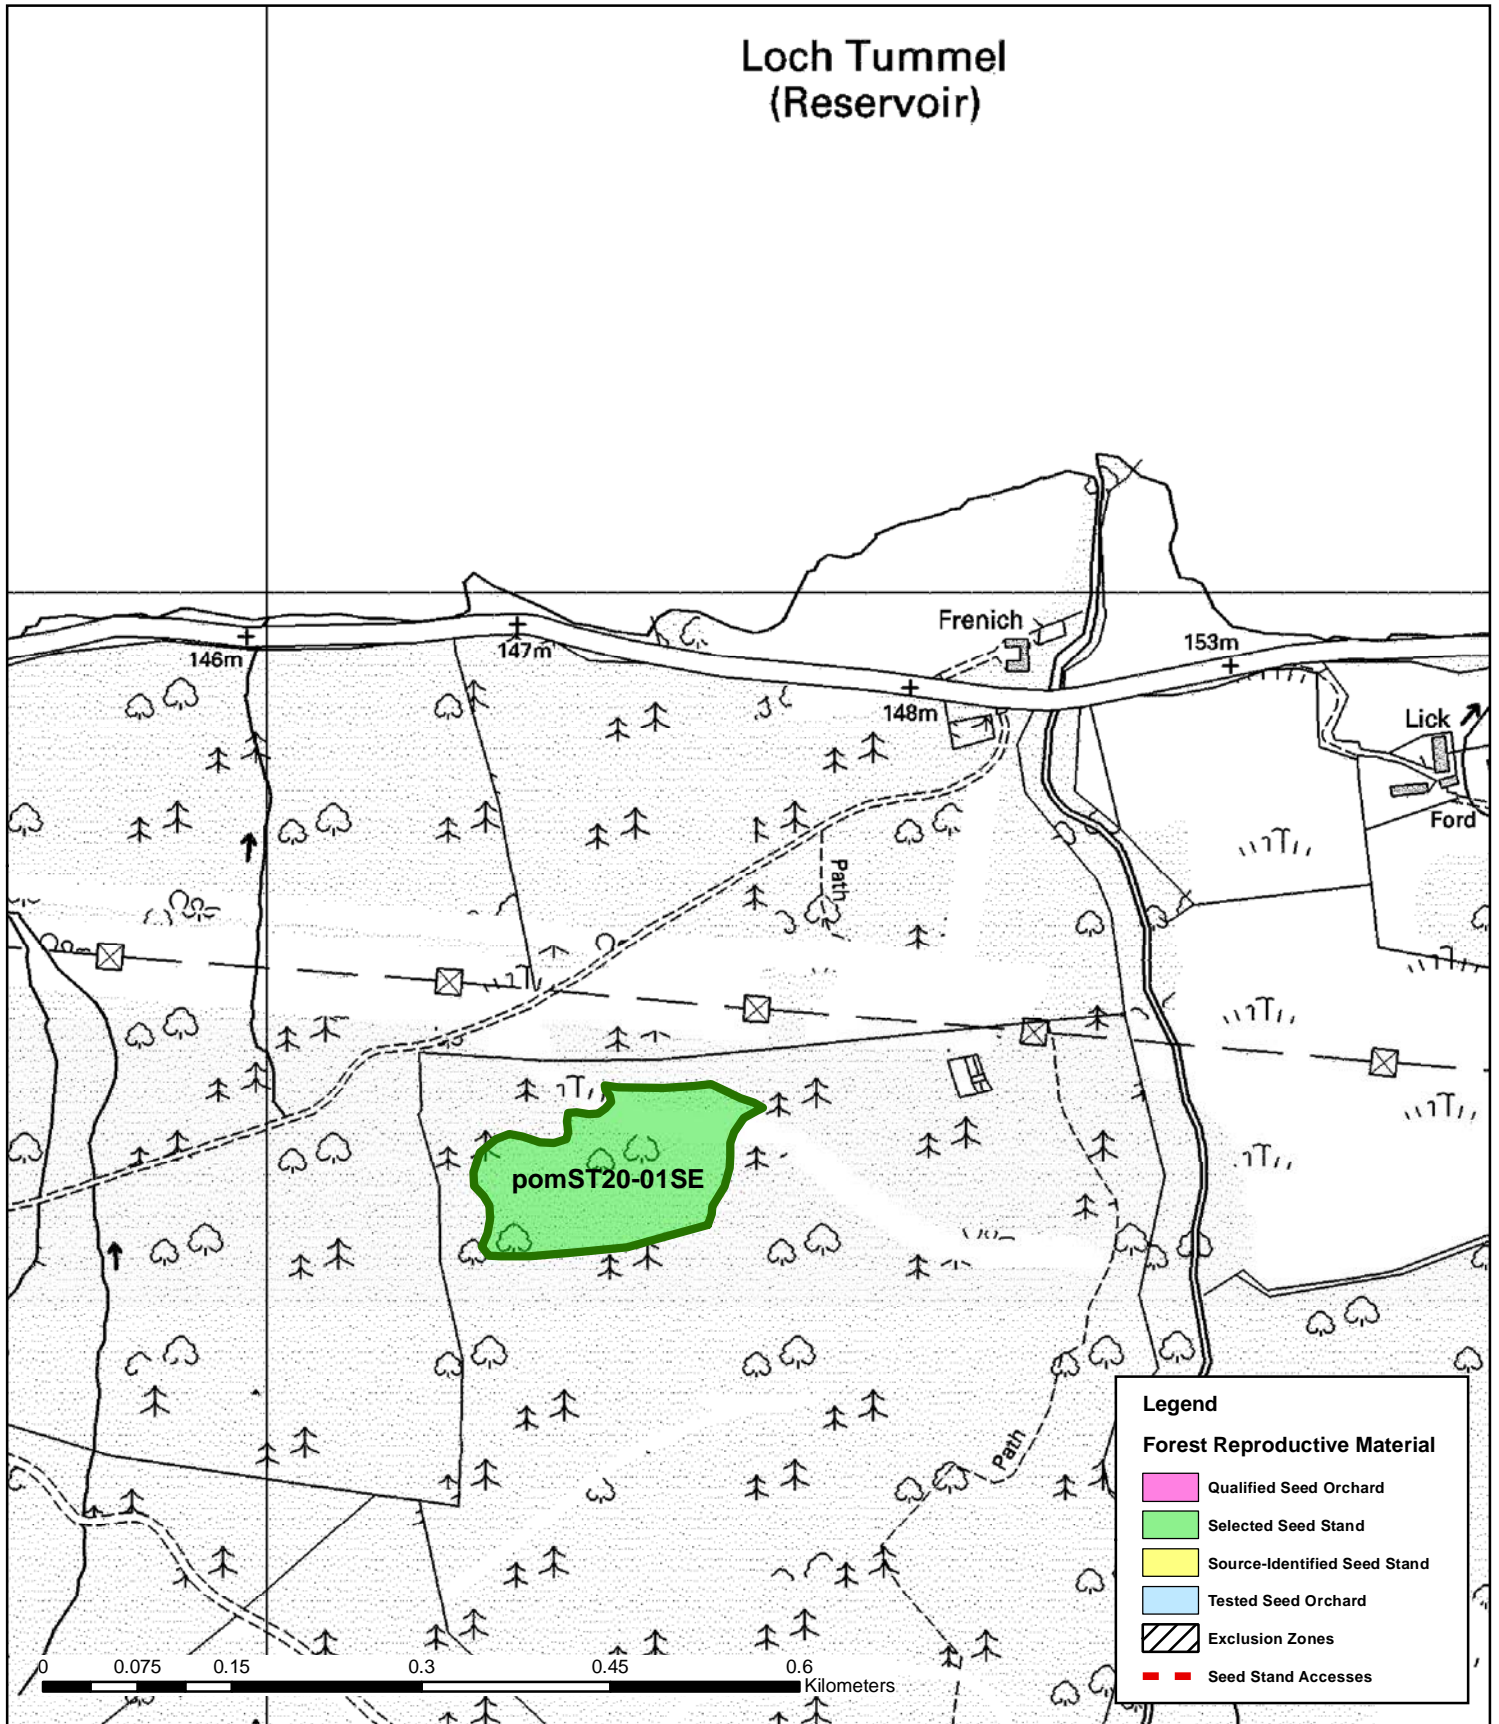 Loch Tummel
(Reservoir)
Frenich
146m
147m
153m
148m
Lick
Ford
Path
pomST20-01SE
Path
Legend
Forest Reproductive Material
Qualified Seed Orchard
Selected Seed Stand
Source-Identified Seed Stand
Tested Seed Orchard
Exclusion Zones
Seed Stand Accesses
0 0.075 0.15 0.3 0.45 0.6
Kilometers